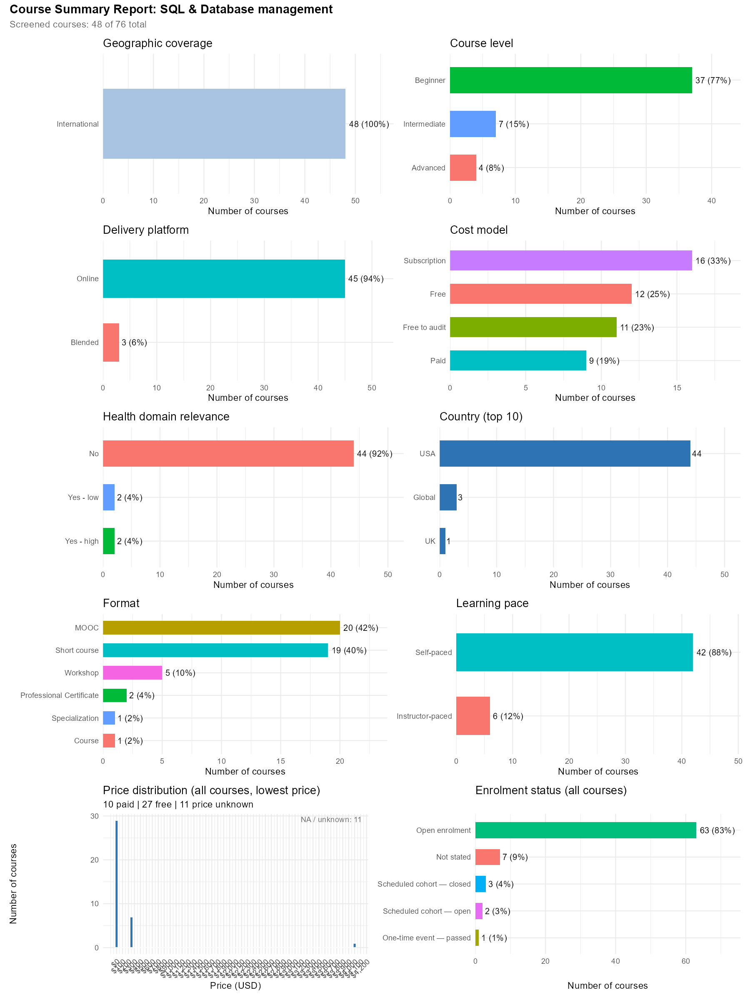 Course Summary Report: SQL & Database management
Screened courses: 48 of 76 total
Geographic coverage
International
48 (100%)
0 10 20 30 40 50
Number of courses
Course level
Beginner
37 (77%)
Intermediate
7 (15%)
Advanced
4 (8%)
0 10 20 30 40
Number of courses
Delivery platform
Online
45 (94%)
Blended
3 (6%)
0 10 20 30 40 50
Number of courses
Cost model
Subscription
16 (33%)
Free
12 (25%)
Free to audit
11 (23%)
Paid
9 (19%)
0 5 10 15
Number of courses
Health domain relevance
No
44 (92%)
Yes - low
2 (4%)
Yes - high
2 (4%)
0 10 20 30 40 50
Number of courses
Country (top 10)
USA
44
Global
3
UK
1
0 10 20 30 40 50
Number of courses
Format
MOOC
20 (42%)
Short course
19 (40%)
Workshop
5 (10%)
Professional Certificate
2 (4%)
Specialization
1 (2%)
Course
1 (2%)
0 5 10 15 20
Number of courses
Learning pace
Self-paced
42 (88%)
Instructor-paced
6 (12%)
0 10 20 30 40 50
Number of courses
Price distribution (all courses, lowest price)
10 paid | 27 free | 11 price unknown
NA / unknown: 11
30
20
10
0
Number of courses
$4,200
Price (USD)
Enrolment status (all courses)
Open enrolment
63 (83%)
Not stated
7 (9%)
Scheduled cohort — closed
3 (4%)
Scheduled cohort — open
2 (3%)
One-time event — passed
1 (1%)
0 20 40 60
Number of courses